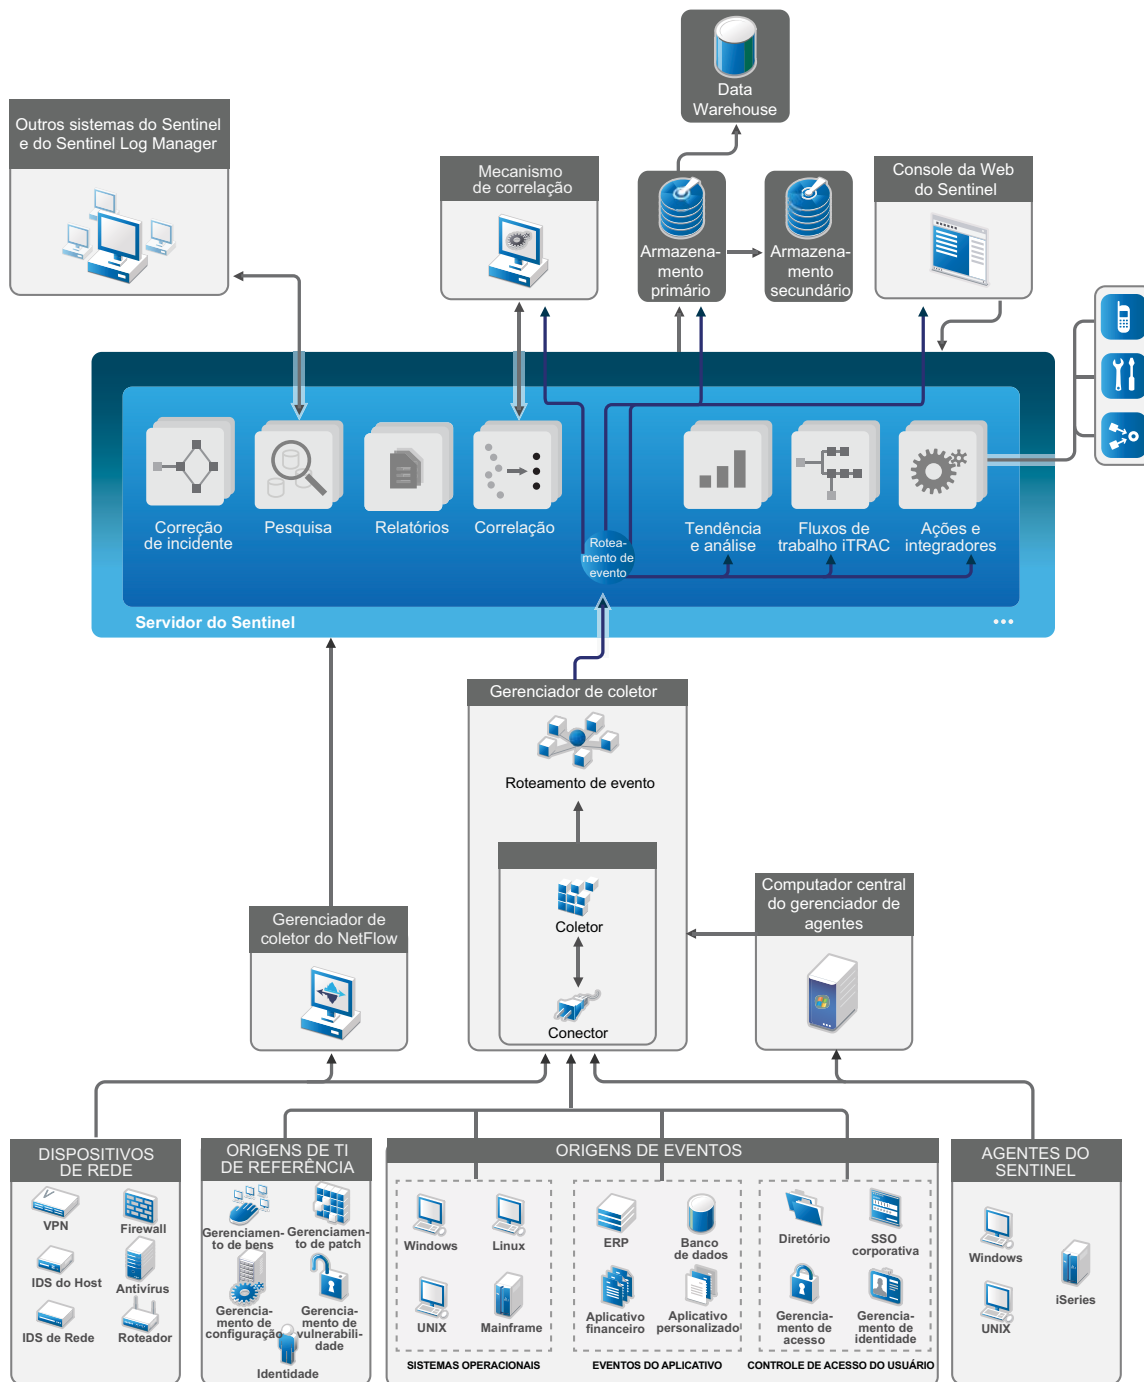 Data
Warehouse
Outros sistemas do Sentinel
e do Sentinel Log Manager
Mecanismo
de correlação
Armazena-
mento
primário
Armazena-
mento
secundário
Console da Web
do Sentinel
Correção
de incidente
Pesquisa
Relatórios
Correlação
Rotea-
mento de
evento
Tendência
e análise
Fluxos de
trabalho iTRAC
Ações e
integradores
Servidor do Sentinel
Gerenciador de coletor
Roteamento de evento
Coletor
Conector
Gerenciador de
coletor do NetFlow
Computador central
do gerenciador de
agentes
DISPOSITIVOS
DE REDE
VPN
Firewall
IDS do Host
Antivirus
IDS de Rede
Roteador
ORIGENS DE TI
DE REFERÊNCIA
Gerenciamen-
to de bens
Gerenciamen-
to de patch
Gerencia-
mento de
configuração
Gerencia-
mento de
vulnerabili-
dade
Identidade
ORIGENS DE EVENTOS
Windows
Linux
UNIX
Mainframe
SISTEMAS OPERACIONAIS
ERP
Banco
de dados
Aplicativo
financeiro
Aplicativo
personalizado
EVENTOS DO APLICATIVO
Diretório
SSO
corporativa
Gerencia-
mento de
acesso
Gerencia-
mento de
identidade
CONTROLE DE ACESSO DO USUÁRIO
AGENTES DO
SENTINEL
Windows
iSeries
UNIX